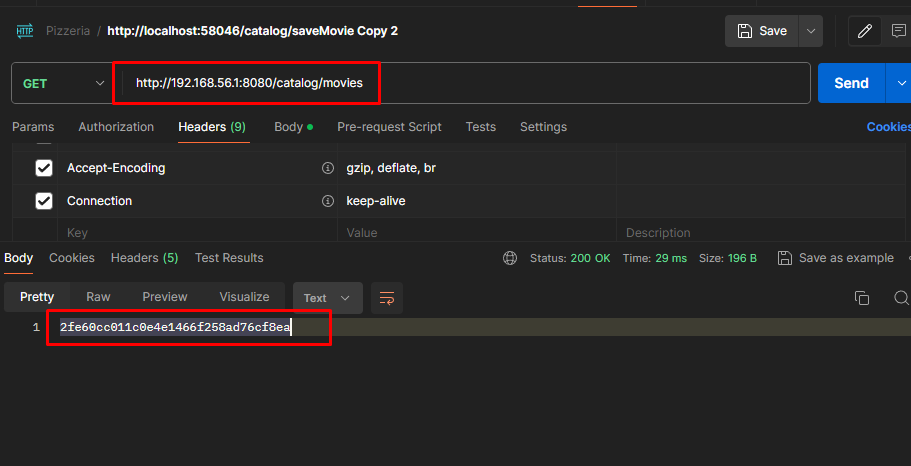 HTTP Pizzeria / http://localhost:58046/catalog/saveMovie Copy 2 Save
GET http://192.168.56.1:8080/catalog/movies Send
Params Authorization Headers (9) Body Pre-request Script Tests Settings Cookies
Accept-Encoding gzip, deflate, br
Connection keep-alive
Key Value Description
Body Cookies Headers (5) Test Results Status: 200 OK Time: 29 ms Size: 196 B Save as example
Pretty Raw Preview Visualize Text
1 2fe60cc011c0e4e1466f258ad76cf8ea